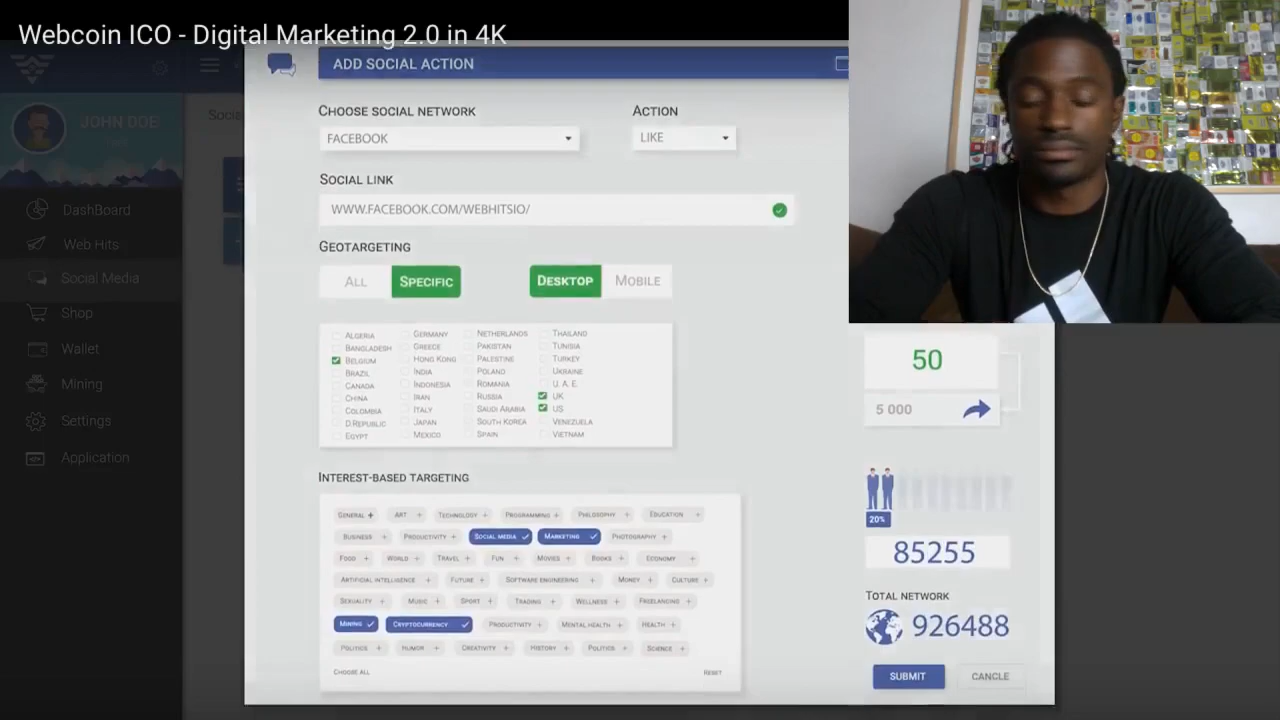 Webcoin ICO - Digital Marketing 2.0 in 4K
ADD SOCIAL ACTION
JOHN DOE
Socia
DashBoard
Web Hits
Social Media
Shop
Wallet
Mining
Settings
Application
CHOOSE SOCIAL NETWORK ACTION
FACEBOOK LIKE
SOCIAL LINK
WWW.FACEBOOK.COM/WEBHITSIO/
GEOTARGETING
ALL SPECIFIC DESKTOP MOBILE
ALGERIA GERMANY NETHERLANDS THAILAND
BANGLADESH GREECE PAKISTAN TUNISIA
BELGIUM HONG KONG PALESTINE TURKEY
BRAZIL INDIA POLAND UKRAINE
CANADA INDONESIA ROMANIA U. A. E.
CHINA IRAN RUSSIA UK
COLOMBIA ITALY SAUDI ARABIA US
D.REPUBLIC JAPAN SOUTH KOREA VENEZUELA
EGYPT MEXICO SPAIN VIETNAM
INTEREST-BASED TARGETING
GENERAL + ART + TECHNOLOGY + PROGRAMMING + PHILOSOPHY + EDUCATION +
BUSINESS + PRODUCTIVITY + SOCIAL MEDIA ✓ MARKETING ✓ PHOTOGRAPHY +
FOOD + WORLD + TRAVEL + FUN + MOVIES + BOOKS + ECONOMY +
ARTIFICIAL INTELLIGENCE + FUTURE + SOFTWARE ENGINEERING + MONEY + CULTURE +
SEXUALITY + MUSIC + SPORT + TRADING + WELLNESS + FREELANCING +
MINING ✓ CRYPTOCURRENCY ✓ PRODUCTIVITY + MENTAL HEALTH + HEALTH +
POLITICS + HUMOR + CREATIVITY + HISTORY + POLITICS + SCIENCE +
CHOOSE ALL RESET
50
5 000
20%
85255
TOTAL NETWORK
926488
SUBMIT CANCLE